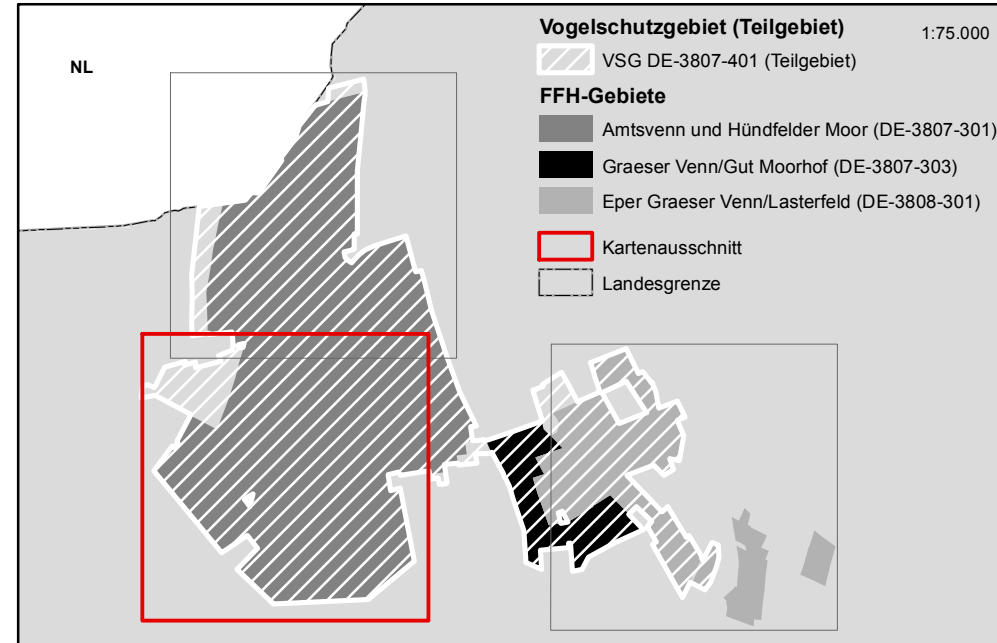 Vogelschutzgebiet (Teilgebiet)
1:75.000
VSG DE-3807-401 (Teilgebiet)
NL
FFH-Gebiete
Amtsvenn und Hündfelder Moor (DE-3807-301)
Graeser Venn/Gut Moorhof (DE-3807-303)
Eper Graeser Venn/Lasterfeld (DE-3808-301)
Kartenausschnitt
Landesgrenze